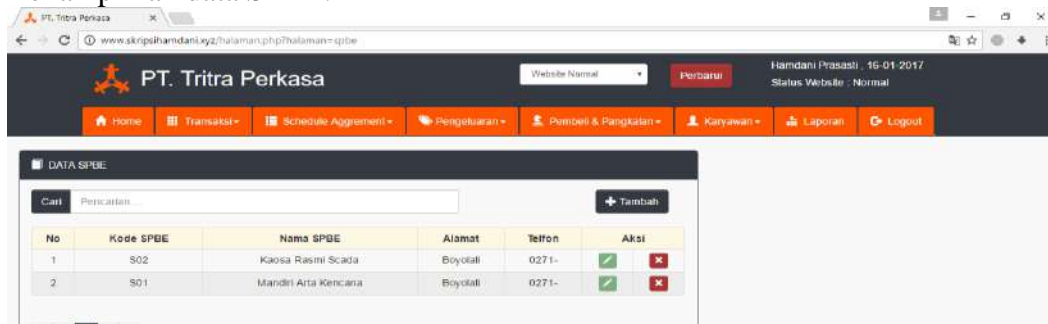 PT. Tritra Perkasa
www.skripsihamdani.xyz/halaman.php?halaman=spbe
PT. Tritra Perkasa
Website Normal
Perbarui
Hamdani Prasasti , 16-01-2017
Status Website : Normal
Home Transaksi Schedule Aggrement Pengeluaran Pembeli & Pangkalan Karyawan Laporan Logout
DATA SPBE
Cari Pencarian... Tambah
No Kode SPBE Nama SPBE Alamat Telfon Aksi
1 S02 Kaosa Rasmi Scada Boyolali 0271-
2 S01 Mandiri Arta Kencana Boyolali 0271-